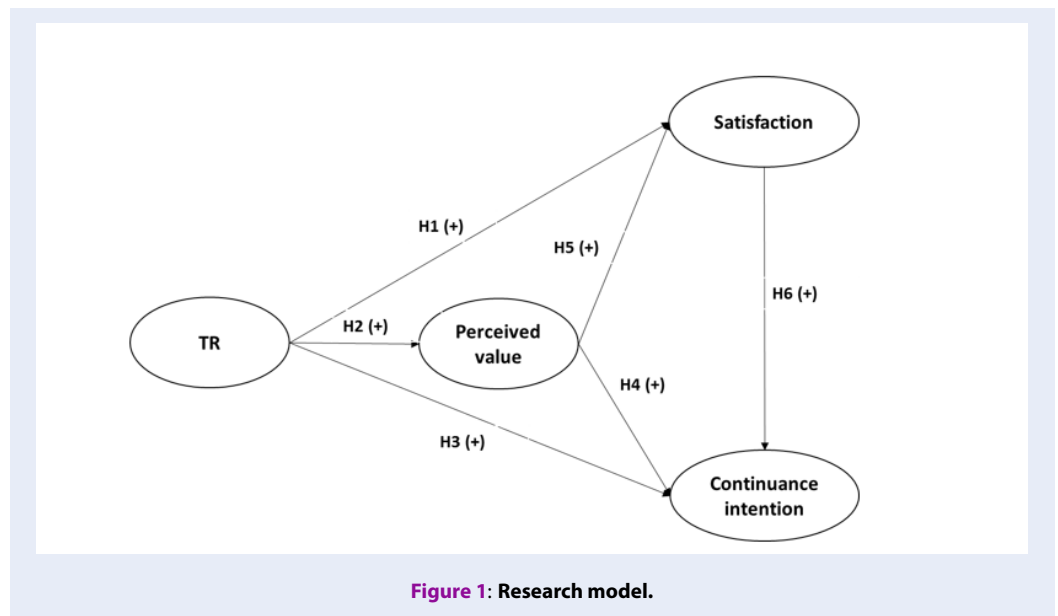 Satisfaction
H1 (+)
H5 (+)
H6 (+)
H2 (+)
TR
Perceived
value
H4 (+)
H3 (+)
Continuance
intention
Figure 1: Research model.